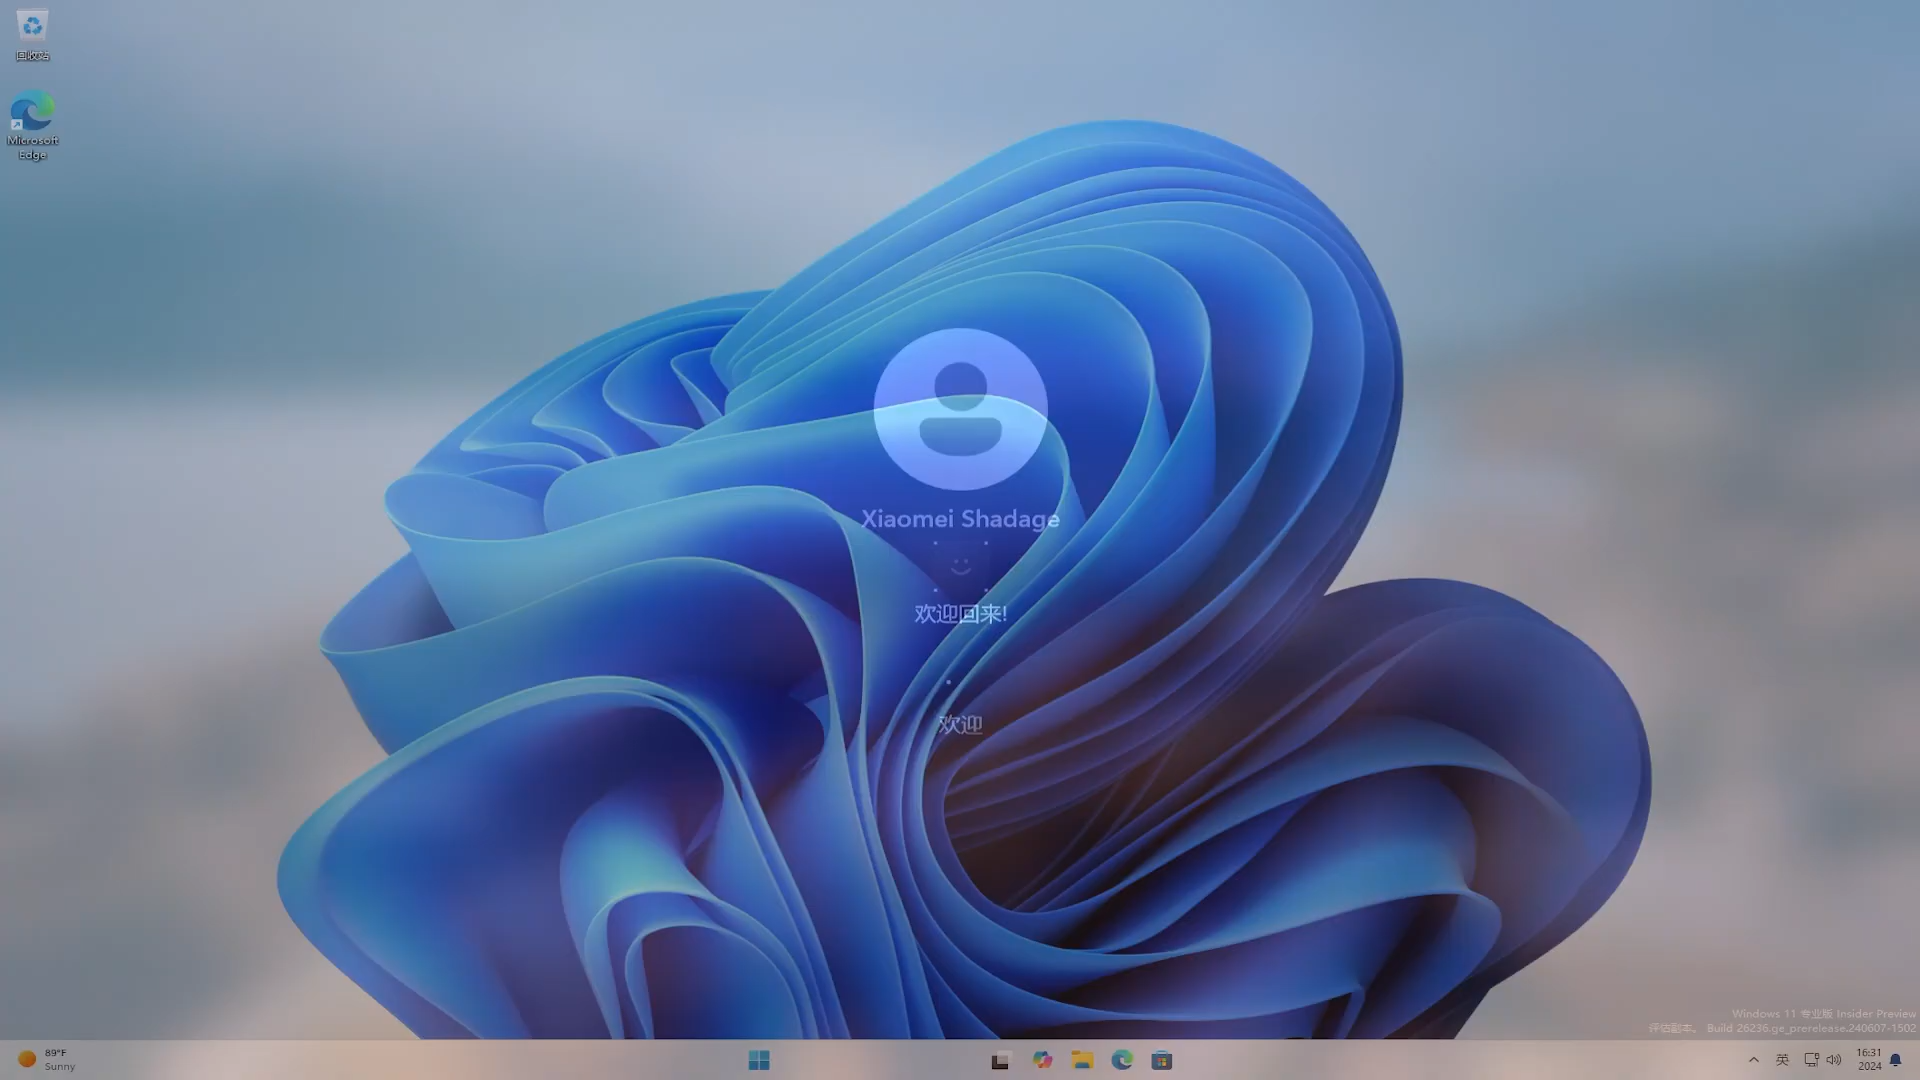 回收站
Microsoft
Edge
Xiaomei Shadage
欢迎回来!
欢迎
Windows 11 专业版 Insider Preview
评估副本。 Build 26236.ge_prerelease.240607-1502
89°F
Sunny
英
16:31
2024